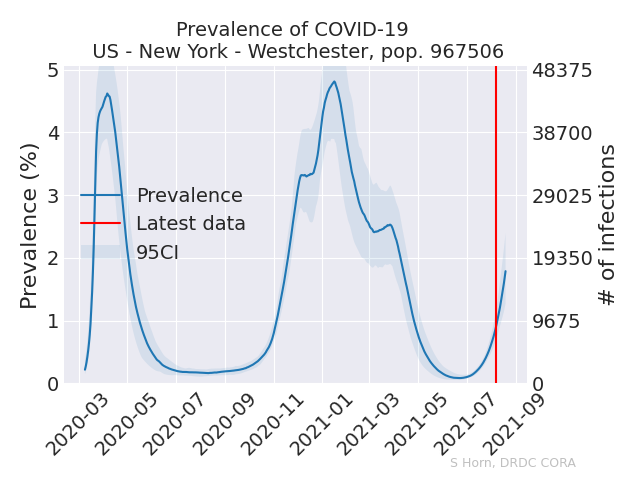 Prevalence of COVID-19
US - New York - Westchester, pop. 967506
Prevalence (%)
5
4
3
2
1
0
48375
38700
29025
19350
9675
0
# of infections
Prevalence
Latest data
95CI
2020-03
2020-05
2020-07
2020-09
2020-11
2021-01
2021-03
2021-05
2021-07
2021-09
S Horn, DRDC CORA